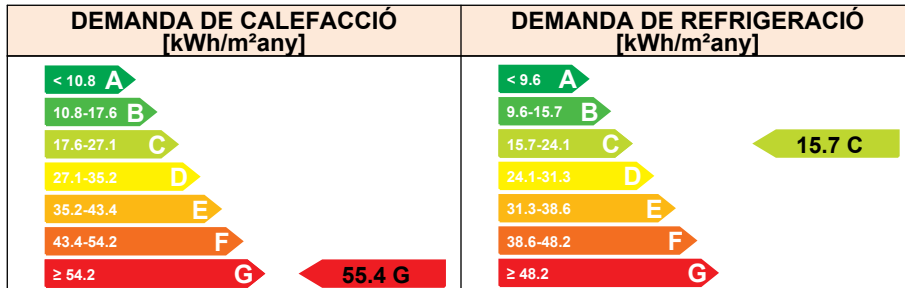 DEMANDA DE CALEFACCIÓ
[kWh/m²any]
< 10.8 A
10.8-17.6 B
17.6-27.1 C
27.1-35.2 D
35.2-43.4 E
43.4-54.2 F
≥ 54.2 G
55.4 G
DEMANDA DE REFRIGERACIÓ
[kWh/m²any]
< 9.6 A
9.6-15.7 B
15.7-24.1 C
15.7 C
24.1-31.3 D
31.3-38.6 E
38.6-48.2 F
≥ 48.2 G